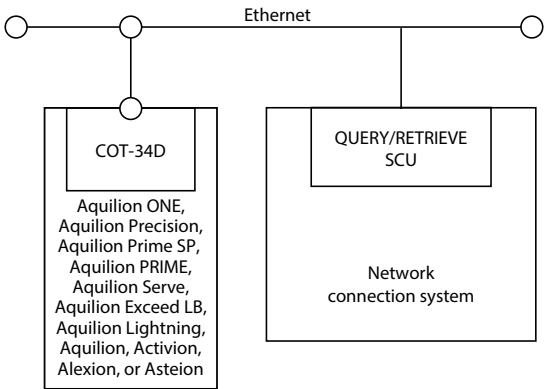 Ethernet
COT-34D
Aquilion ONE,
Aquilion Precision,
Aquilion Prime SP,
Aquilion PRIME,
Aquilion Serve,
Aquilion Exceed LB,
Aquilion Lightning,
Aquilion, Activion,
Alexion, or Asteion
QUERY/RETRIEVE
SCU
Network
connection system